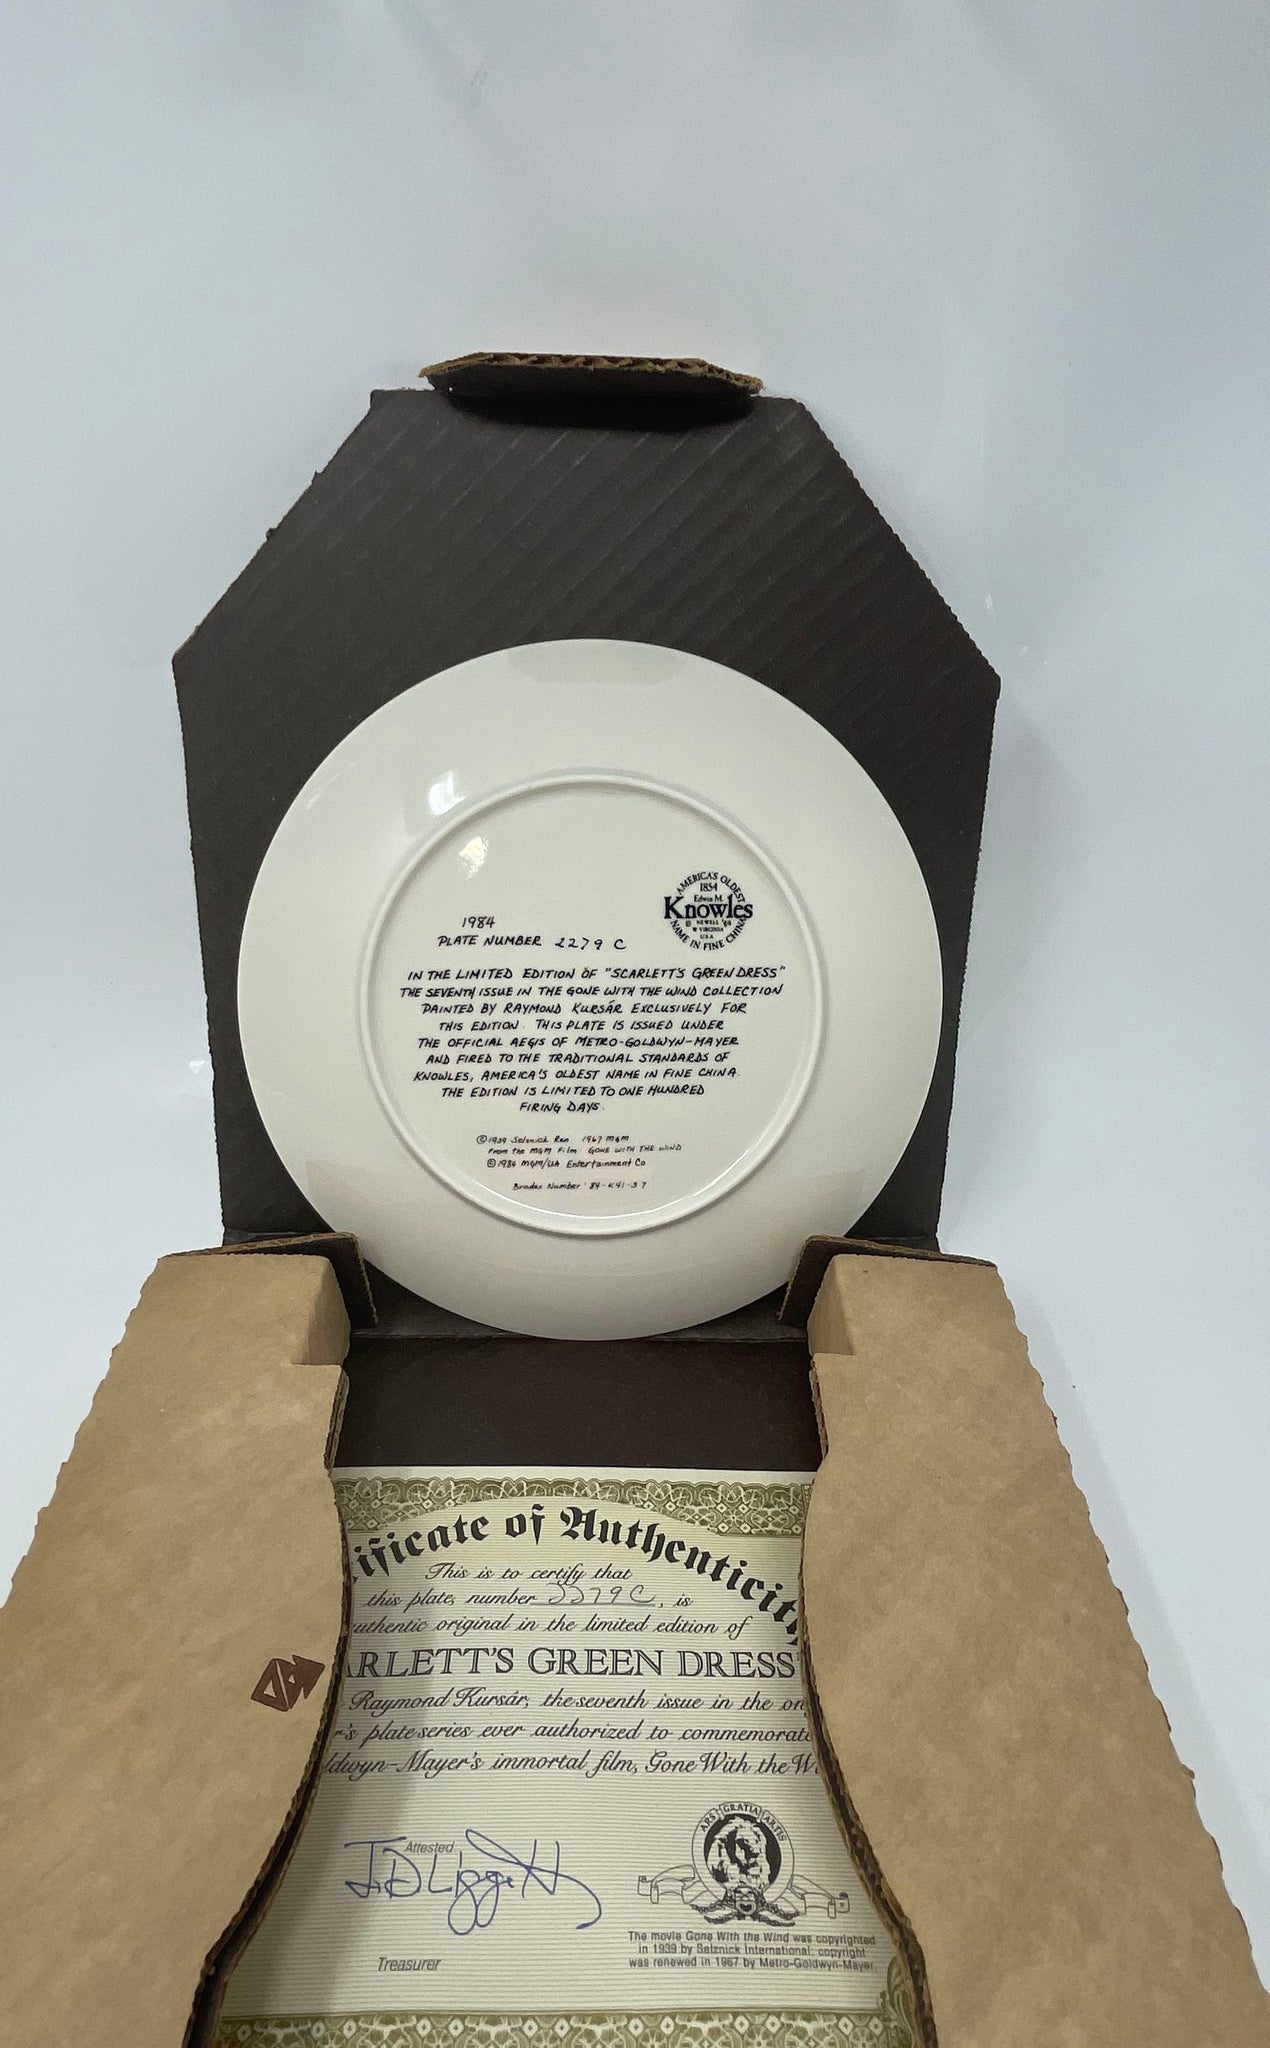 1984
PLATE NUMBER 2279 C
AMERICA'S OLDEST
1854
Edwin M.
Knowles
NEWELL
W VIRGINIA
USA
NAME IN FINE CHINA
IN THE LIMITED EDITION OF "SCARLETT'S GREEN DRESS"
THE SEVENTH ISSUE IN THE GONE WITH THE WIND COLLECTION
PAINTED BY RAYMOND KURSÁR EXCLUSIVELY FOR
THIS EDITION. THIS PLATE IS ISSUED UNDER
THE OFFICIAL AEGIS OF METRO-GOLDWYN-MAYER
AND FIRED TO THE TRADITIONAL STANDARDS OF
KNOWLES, AMERICA'S OLDEST NAME IN FINE CHINA.
THE EDITION IS LIMITED TO ONE HUNDRED
FIRING DAYS.
©1939 Selznick Ren 1967 MGM
From the MGM Film GONE WITH THE WIND
©1984 MGM/UA Entertainment Co
Bradex Number 84-K41-3 7
ificate of Authenticity
This is to certify that
this plate, number 2279C, is
uthentic original in the limited edition of
ARLETT'S GREEN DRESS
Raymond Kursár, the seventh issue in the on
r's plate series ever authorized to commemorate
ldwyn-Mayer's immortal film, Gone With the W
Attested
J.D Liggett
Treasurer
ARS GRATIA ARTIS
The movie Gone With the Wind was copyrighted
in 1939 by Selznick International; copyright
was renewed in 1967 by Metro-Goldwyn-Mayer.